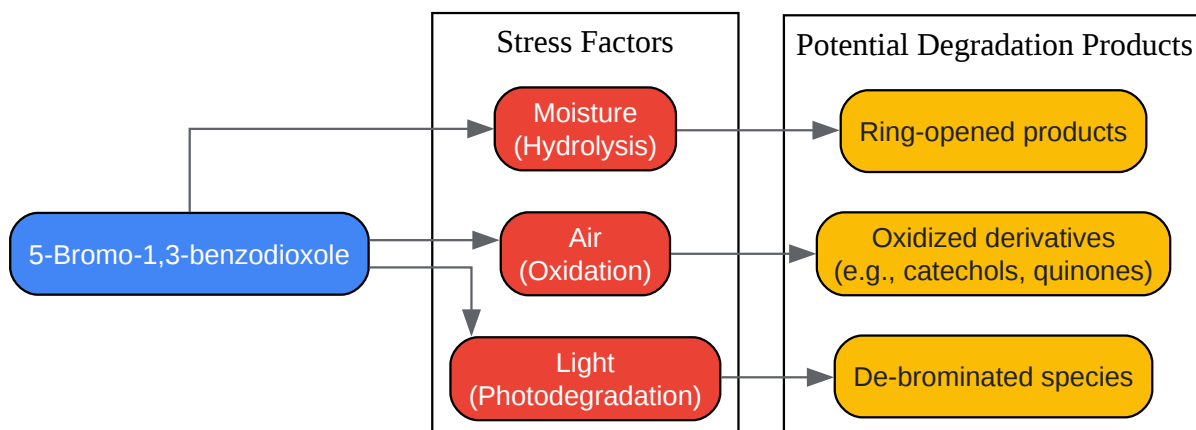 Stress Factors
Potential Degradation Products
Moisture
(Hydrolysis)
Ring-opened products
5-Bromo-1,3-benzodioxole
Air
(Oxidation)
Oxidized derivatives
(e.g., catechols, quinones)
Light
(Photodegradation)
De-brominated species